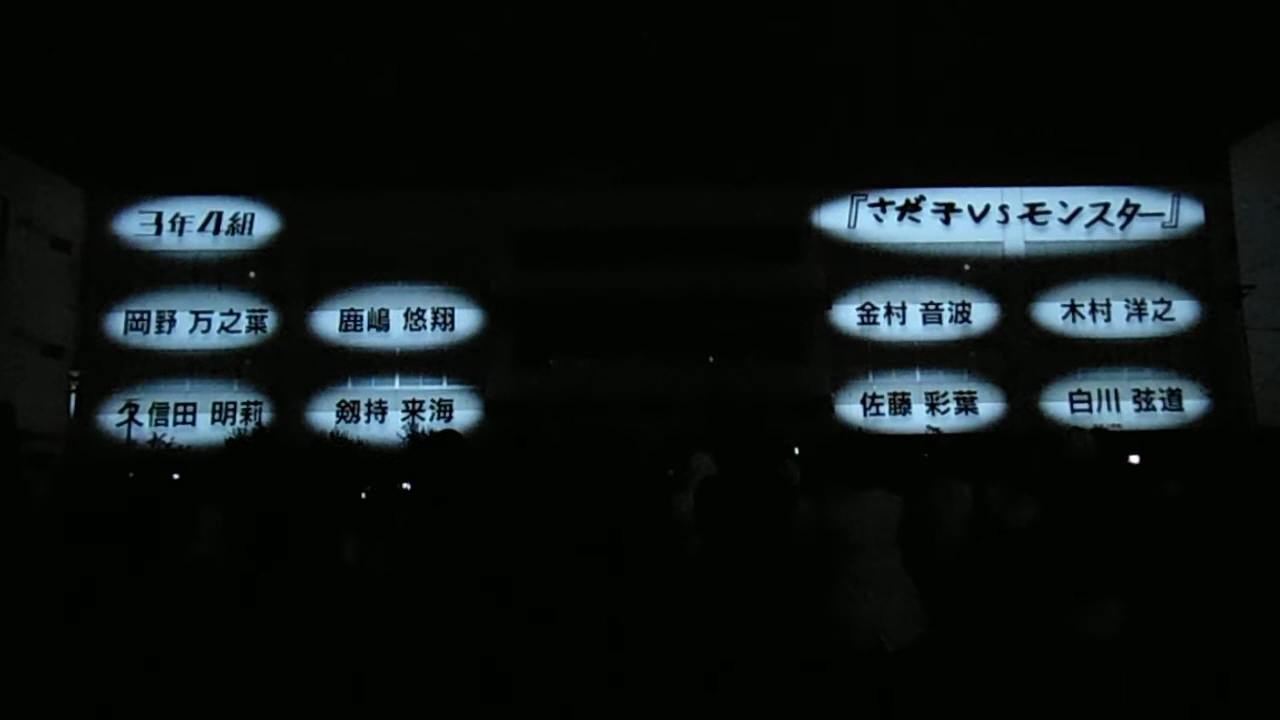 3年4組
『さだ子VSモンスター』
岡野 万之葉
鹿嶋 悠翔
金村 音波
木村 洋之
久信田 明莉
剱持 来海
佐藤 彩葉
白川 弦道